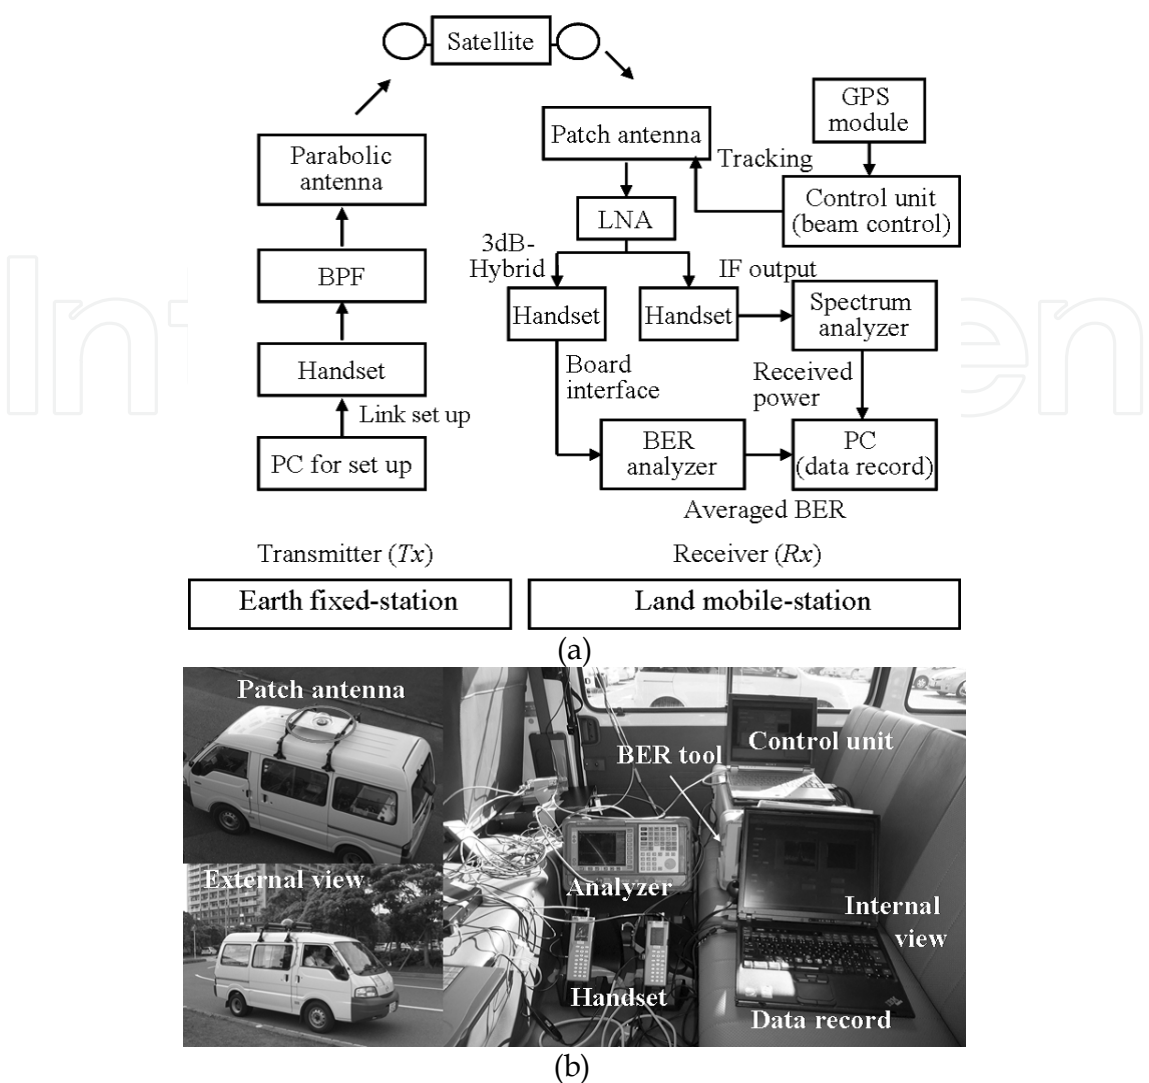 Satellite
GPS
module
Patch antenna
Parabolic
antenna
Tracking
Control unit
(beam control)
LNA
3dB-
Hybrid
IF output
BPF
Handset
Handset
Spectrum
analyzer
Handset
Board
interface
Received
power
Link set up
PC for set up
BER
analyzer
PC
(data record)
Averaged BER
Transmitter (Tx)
Receiver (Rx)
Earth fixed-station
Land mobile-station
(a)
Patch antenna
External view
BER tool
Control unit
Analyzer
Internal
view
Handset
Data record
(b)